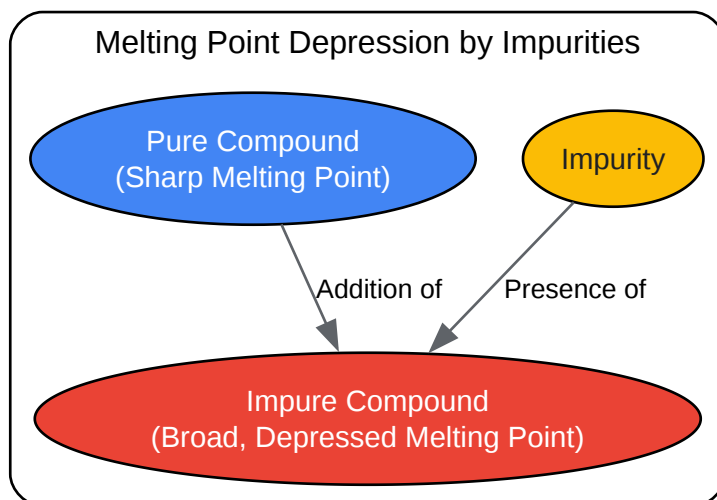 Melting Point Depression by Impurities
Pure Compound
(Sharp Melting Point)
Impurity
Addition of
Presence of
Impure Compound
(Broad, Depressed Melting Point)